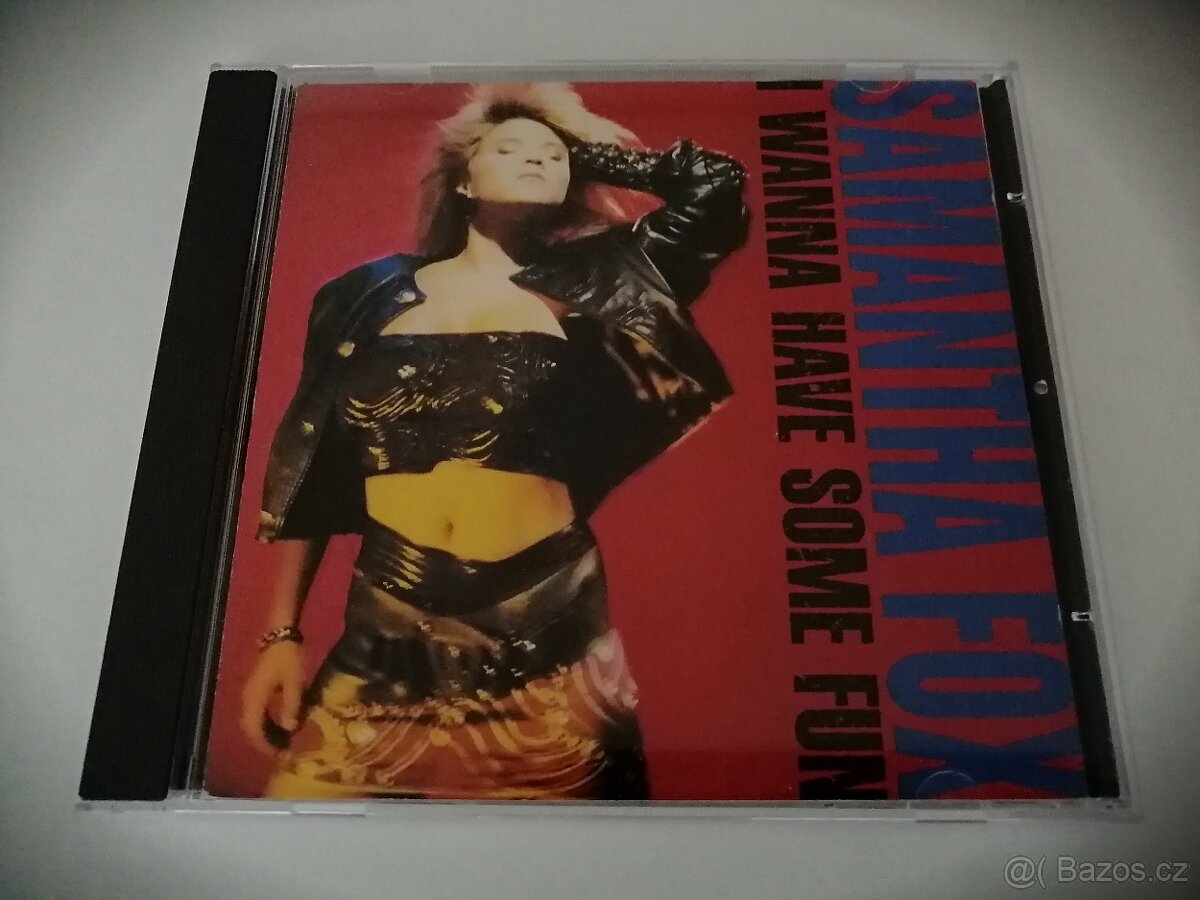 SAMANTHA FOX
I WANNA HAVE SOME FUN
@( Bazos.cz